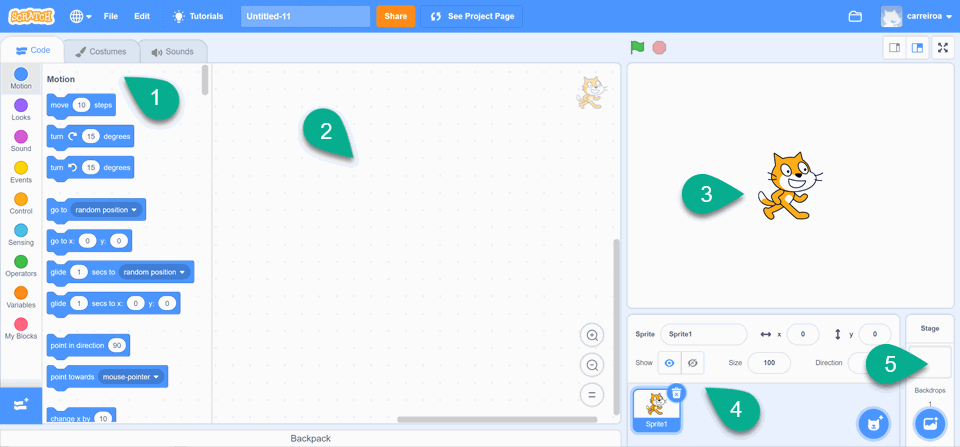 SCRATCH File Edit Tutorials Untitled-11 Share See Project Page carreiroa
Code Costumes Sounds
Motion
Looks
Sound
Events
Control
Sensing
Operators
Variables
My Blocks
Motion
move 10 steps
turn 15 degrees
turn 15 degrees
go to random position
go to x: 0 y: 0
glide 1 secs to random position
glide 1 secs to x: 0 y: 0
point in direction 90
point towards mouse-pointer
change x by 10
1
2
3
Sprite Sprite1 x 0 y 0
Show Size 100 Direction
Sprite1
4
Stage
5
Backdrops
1
Backpack